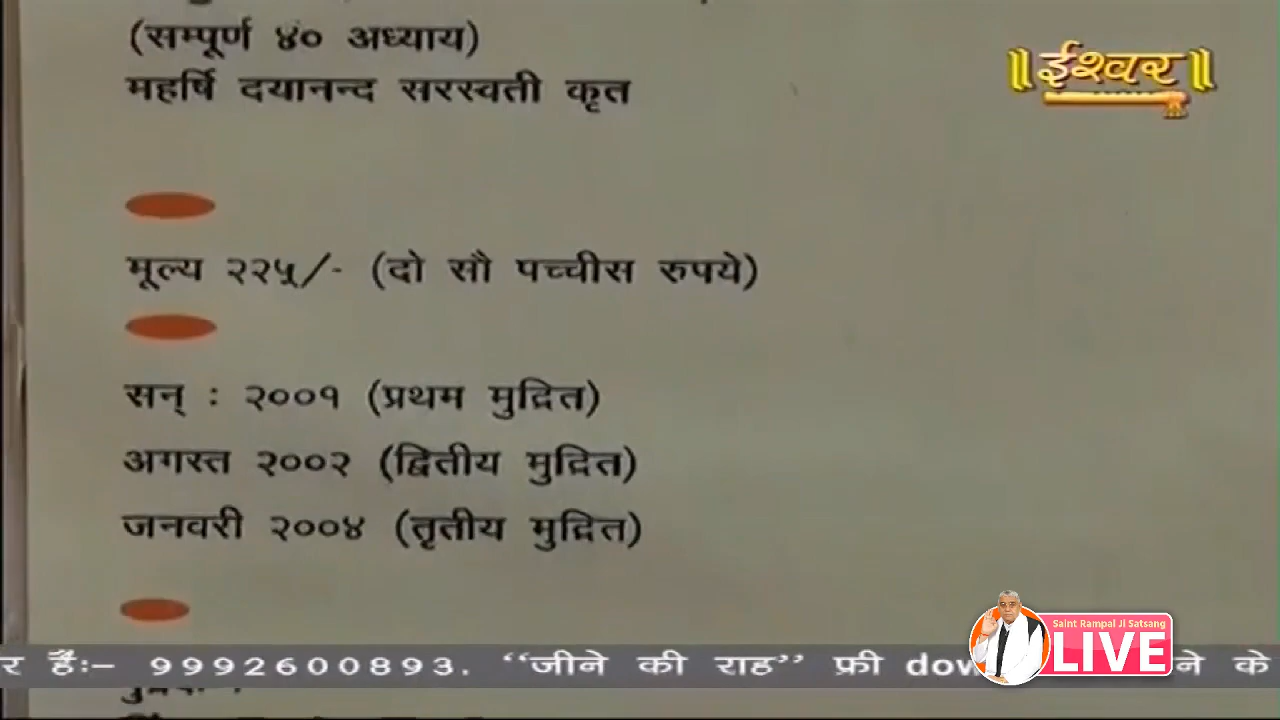 (सम्पूर्ण ४० अध्याय)
महर्षि दयानन्द सरस्वती कृत
॥ईश्वर॥
मूल्य २२५/- (दो सौ पच्चीस रुपये)
सन् : २००१ (प्रथम मुद्रित)
अगस्त २००२ (द्वितीय मुद्रित)
जनवरी २००४ (तृतीय मुद्रित)
Saint Rampal Ji Satsang
LIVE
र हैं:– 9992600893. ‘‘जीने की राह’’ फ्री dow ने के